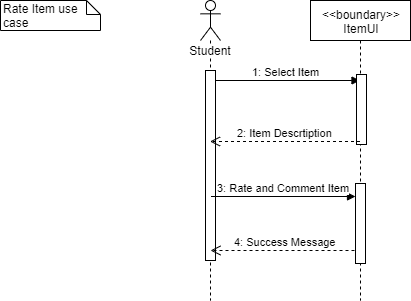 Rate Item use
case
Student
<<boundary>>
ItemUI
1: Select Item
2: Item Descrtiption
3: Rate and Comment Item
4: Success Message